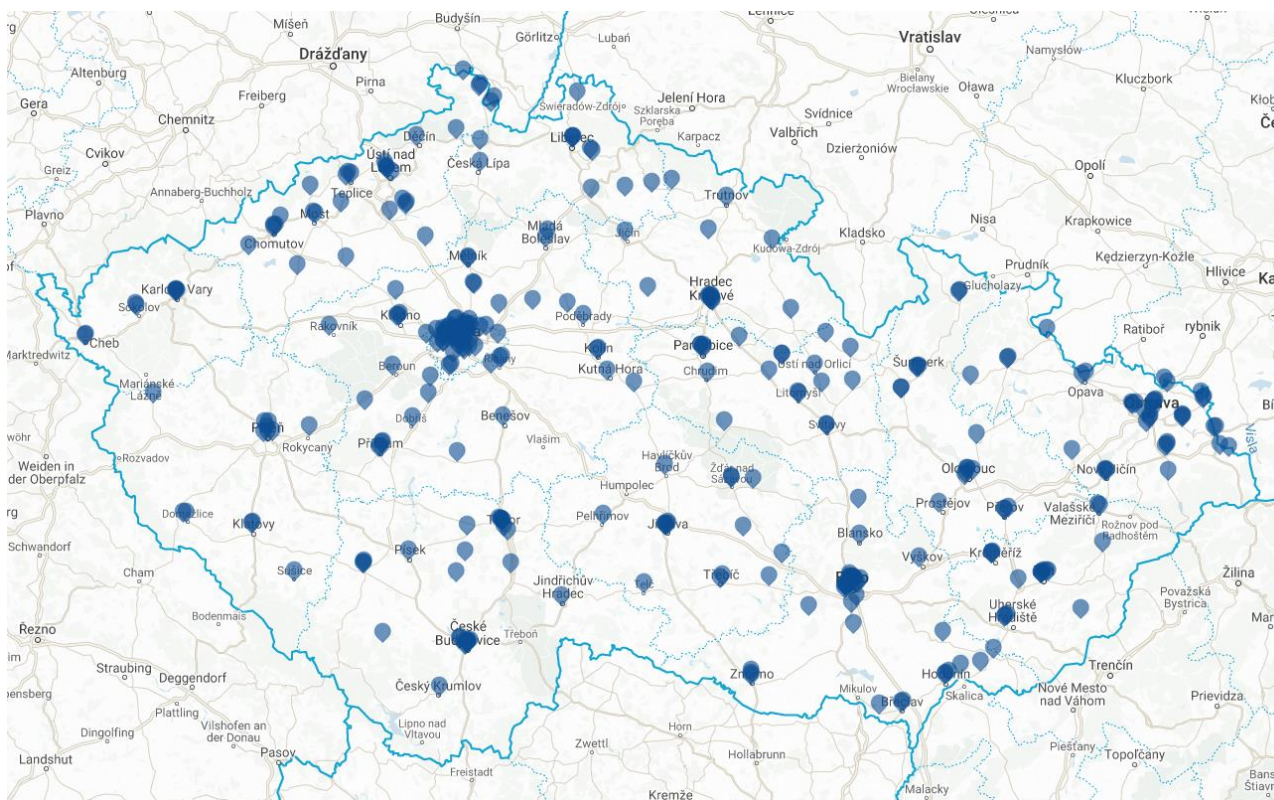 Míšeň
Budyšín
Görlitz
Lubań
Vratislav
Namysłów
Kluczbork
Drážďany
Altenburg
Pirna
Bielany
Wrocławskie
Oława
Gera
Freiberg
Świeradów-Zdrój
Jelení Hora
Szklarska
Poręba
Svídnice
Chemnitz
Děčín
Karpacz
Valbřich
Dzierżoniów
Cvikov
Greiz
Ústí nad
Česká Lípa
Opolí
Annaberg-Buchholz
Teplice
Trutnov
Plavno
Most
Nisa
Krapkowice
Chomutov
Mladá
Boleslav
Jičín
Kudowa-Zdrój
Kladsko
Mělník
Prudník
Kędzierzyn-Koźle
Hlivice
Karlovy Vary
Hradec
Králové
Głuchołazy
Sokolov
Poděbrady
Rakovník
Ratiboř
rybnik
Cheb
Kolín
Pardubice
Marktredwitz
Beroun
Kutná Hora
Chrudim
Ústí nad Orlicí
Šumperk
Mariánské
Lázně
Litomyšl
Opava
Dobříš
Benešov
Svitavy
Rokycany
Příbram
Vlašim
Weiden in
der Oberpfalz
Rozvadov
Havlíčkův
Brod
Žďár nad
Sázavou
Olomouc
Nový Jičín
Visla
Humpolec
Prostějov
Přerov
Valašské
Meziříčí
Domažlice
Klatovy
Tábor
Pelhřimov
Jihlava
Rožnov pod
Radhoštěm
Schwandorf
Písek
Blansko
Vyškov
Kroměříž
Cham
Sušice
Jindřichův
Hradec
Telč
Třebíč
Brno
Žilina
Považská
Bystrica
Bodenmais
Uherské
Hradiště
Řezno
České
Budějovice
Třeboň
Straubing
Deggendorf
Český Krumlov
Znojmo
Hodonín
Trenčín
Mikulov
Skalica
Nové Mesto
nad Váhom
Prievidza
Plattling
Břeclav
Dingolfing
Vilshofen an
der Donau
Lipno nad
Vltavou
Horn
Landshut
Pasov
Zwettl
Hollabrunn
Piešťany
Topoľčany
Freistadt
Kremže
Malacky